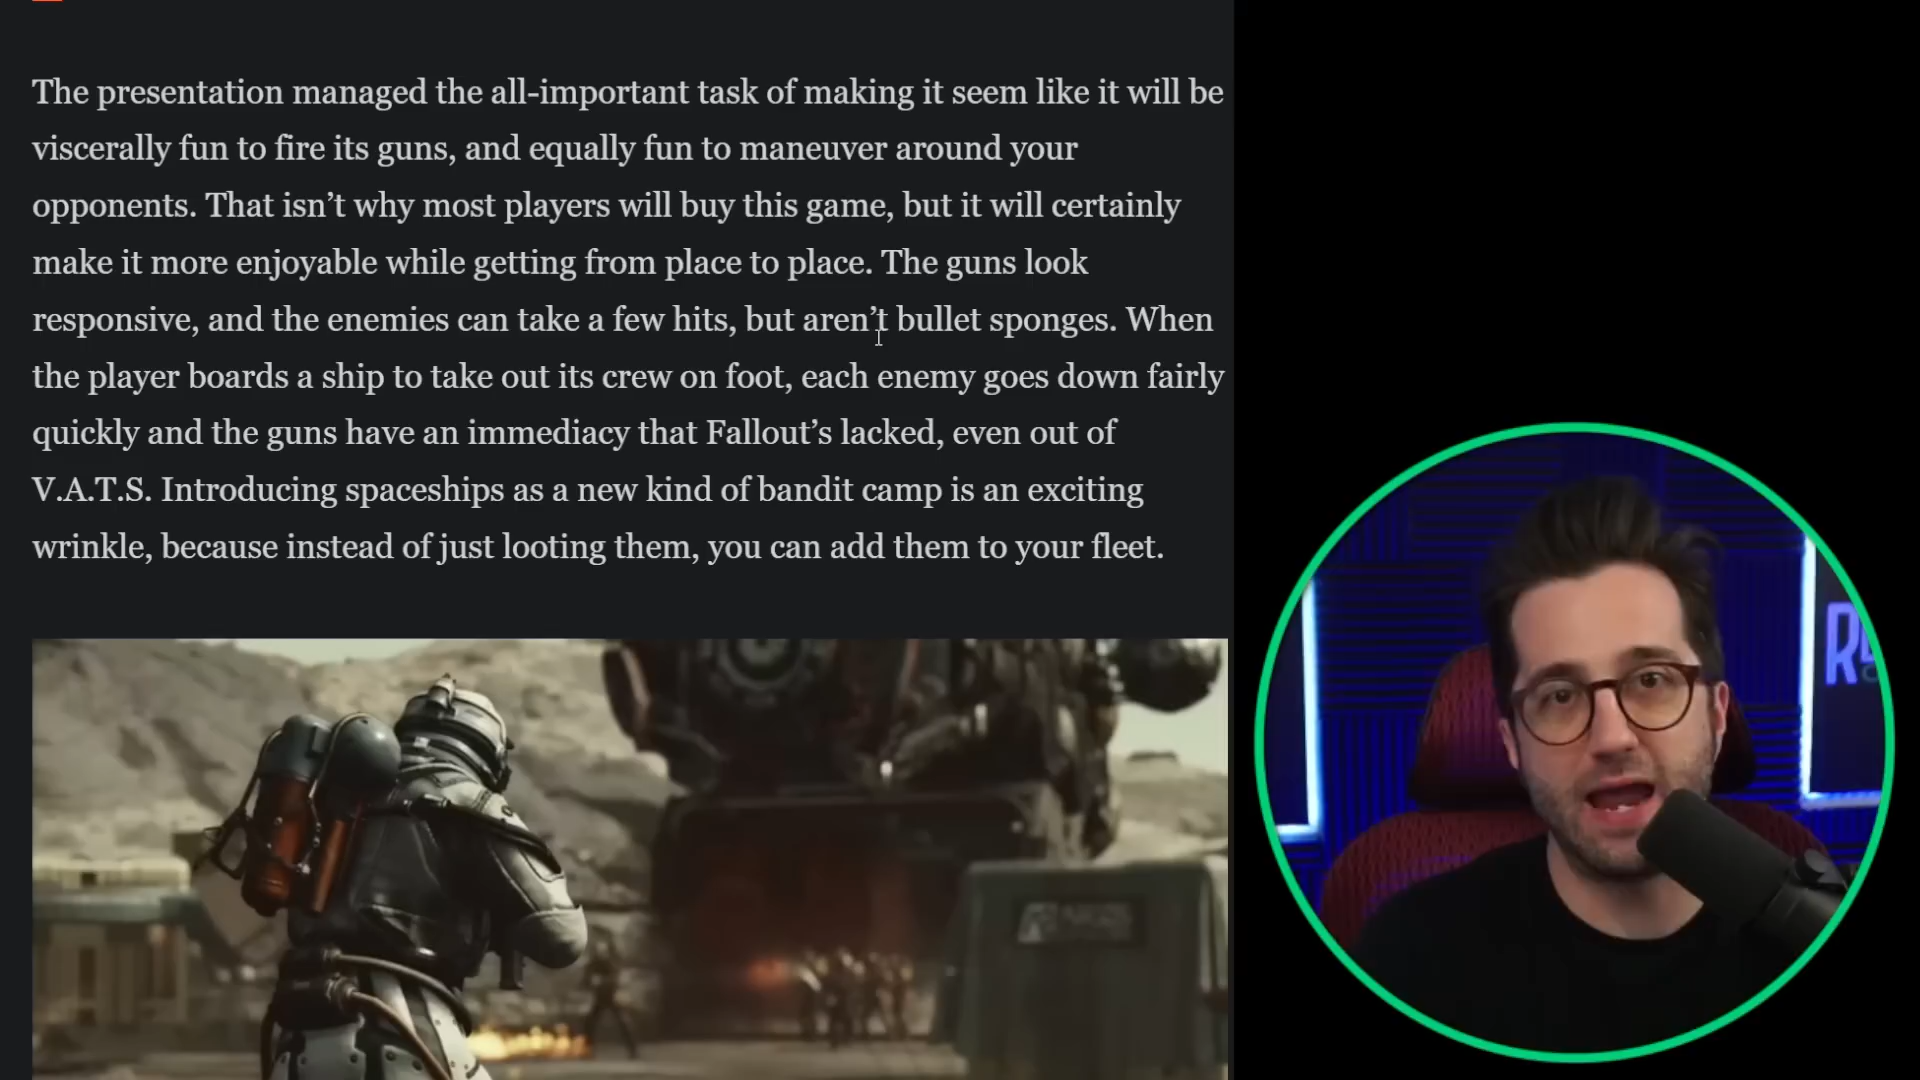 The presentation managed the all-important task of making it seem like it will be
viscerally fun to fire its guns, and equally fun to maneuver around your
opponents. That isn’t why most players will buy this game, but it will certainly
make it more enjoyable while getting from place to place. The guns look
responsive, and the enemies can take a few hits, but aren’t bullet sponges. When
the player boards a ship to take out its crew on foot, each enemy goes down fairly
quickly and the guns have an immediacy that Fallout’s lacked, even out of
V.A.T.S. Introducing spaceships as a new kind of bandit camp is an exciting
wrinkle, because instead of just looting them, you can add them to your fleet.